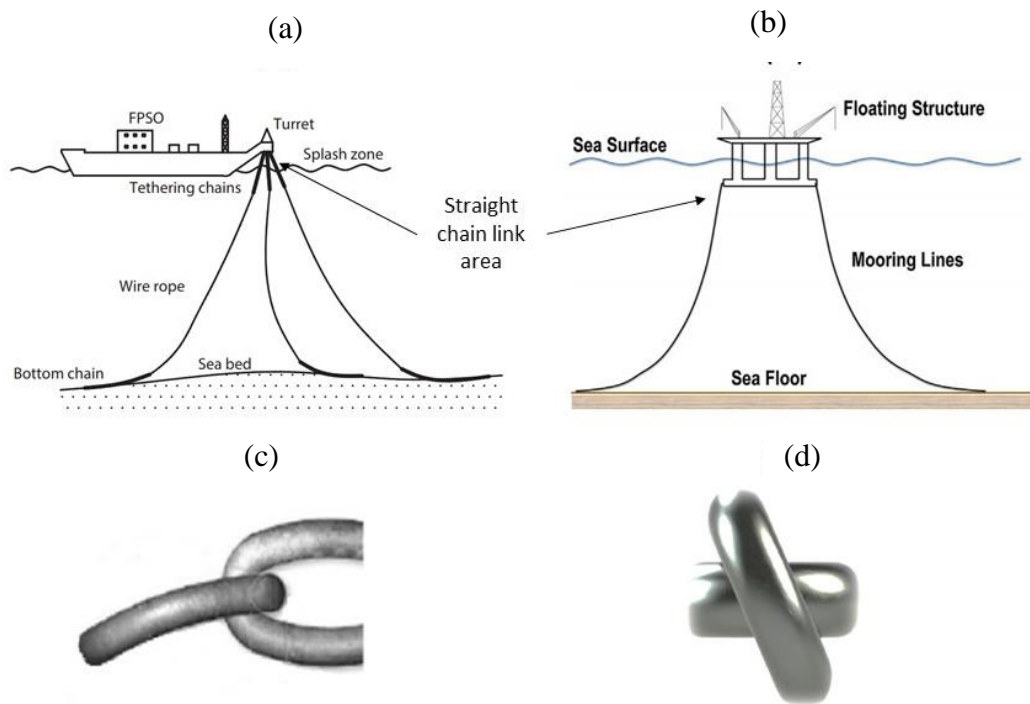 (a)
FPSO
Turret
Splash zone
Tethering chains
Wire rope
Bottom chain
Sea bed
Straight
chain link
area
(b)
Floating Structure
Sea Surface
Mooring Lines
Sea Floor
(c)
(d)